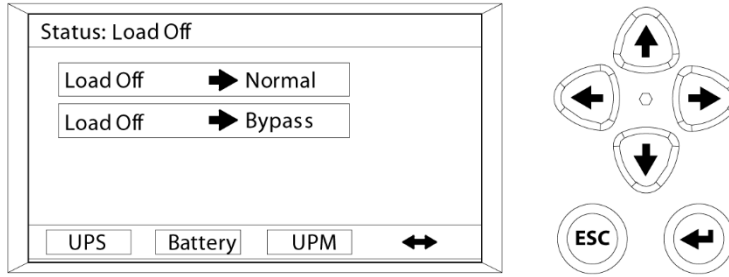 Status: Load Off
Load Off Normal
Load Off Bypass
UPS Battery UPM
ESC